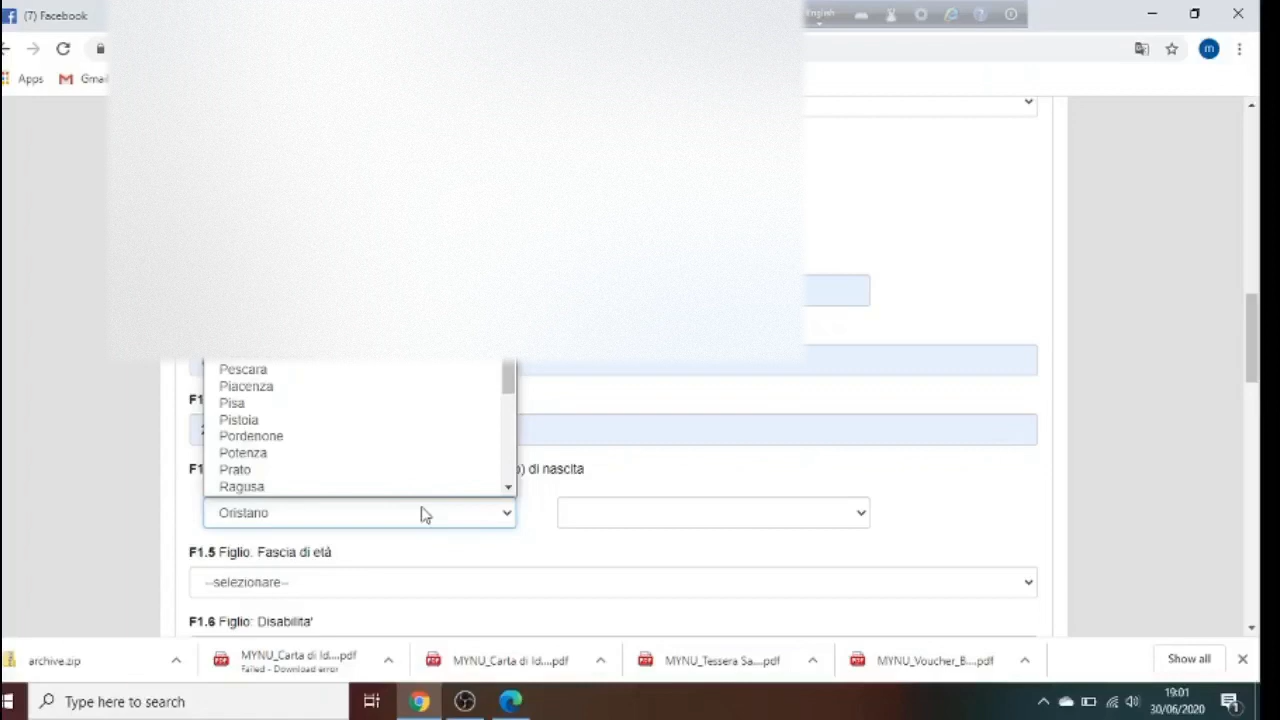 (7) Facebook
English
m
Apps
Gmai
Pescara
Piacenza
Pisa
Pistoia
Pordenone
Potenza
Prato
Ragusa
F1
F1
di nascita
Oristano
F1.5 Figlio. Fascia di età
--selezionare--
F1.6 Figlio: Disabilita'
archive.zip
MYNU_Carta di Id....pdf
Failed - Download error
MYNU_Carta di Id....pdf
MYNU_Tessera Sa....pdf
MYNU_Voucher_B....pdf
Show all
Type here to search
19:01
30/06/2020
1